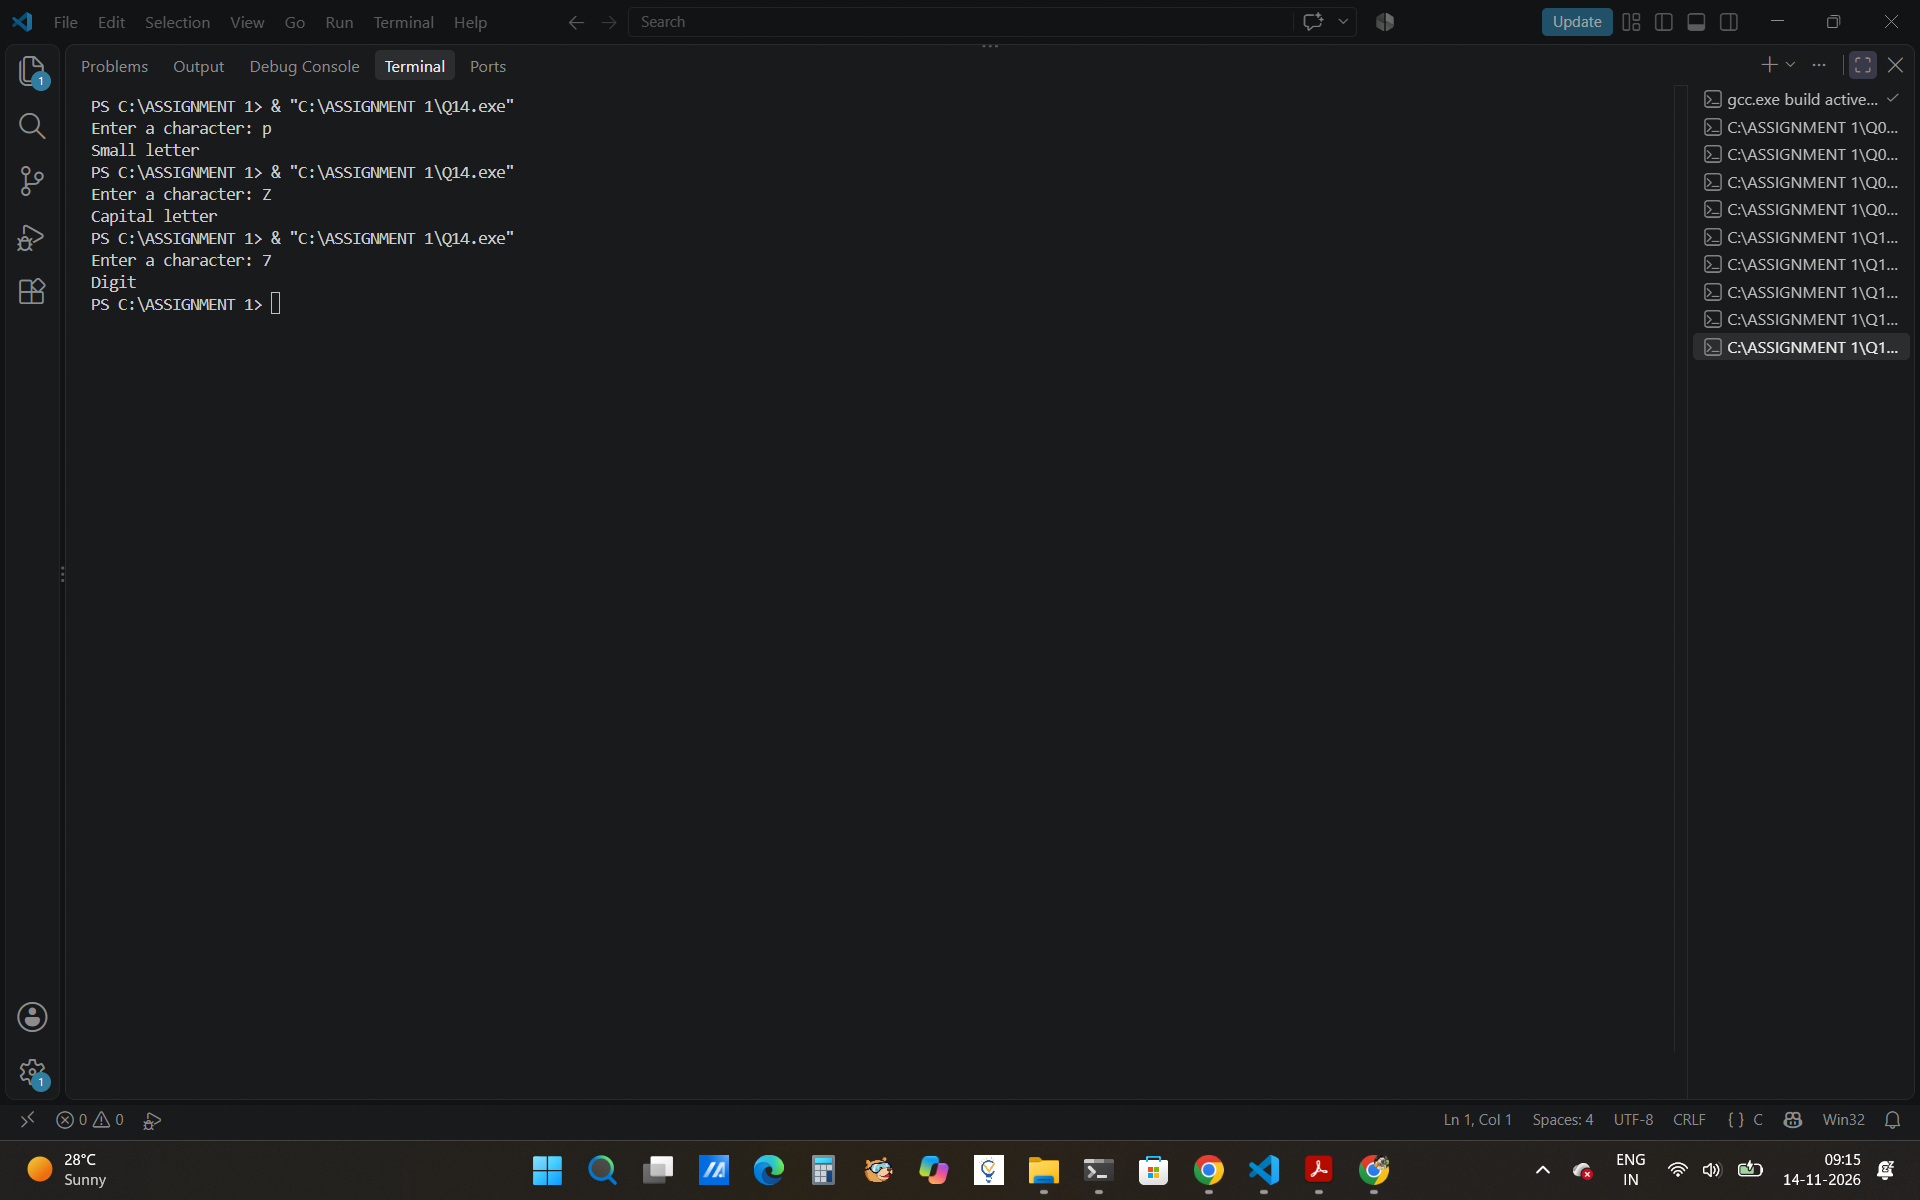 File Edit Selection View Go Run Terminal Help
Search
Update
Problems Output Debug Console Terminal Ports
PS C:\ASSIGNMENT 1> & "C:\ASSIGNMENT 1\Q14.exe"
Enter a character: p
Small letter
PS C:\ASSIGNMENT 1> & "C:\ASSIGNMENT 1\Q14.exe"
Enter a character: Z
Capital letter
PS C:\ASSIGNMENT 1> & "C:\ASSIGNMENT 1\Q14.exe"
Enter a character: 7
Digit
PS C:\ASSIGNMENT 1>
gcc.exe build active...
C:\ASSIGNMENT 1\Q0...
C:\ASSIGNMENT 1\Q0...
C:\ASSIGNMENT 1\Q0...
C:\ASSIGNMENT 1\Q0...
C:\ASSIGNMENT 1\Q1...
C:\ASSIGNMENT 1\Q1...
C:\ASSIGNMENT 1\Q1...
C:\ASSIGNMENT 1\Q1...
C:\ASSIGNMENT 1\Q1...
1
1
0 0
Ln 1, Col 1 Spaces: 4 UTF-8 CRLF { } C Win32
28°C
Sunny
ENG
IN
09:15
14-11-2026